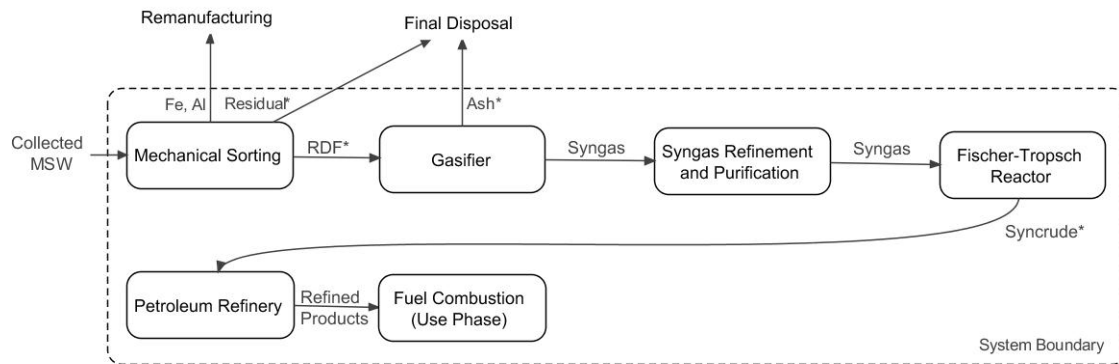 Remanufacturing
Final Disposal
Fe, Al
Residual*
Ash*
Collected
MSW
Mechanical Sorting
RDF*
Gasifier
Syngas
Syngas Refinement
and Purification
Syngas
Fischer-Tropsch
Reactor
Syncrude*
Petroleum Refinery
Refined
Products
Fuel Combustion
(Use Phase)
System Boundary